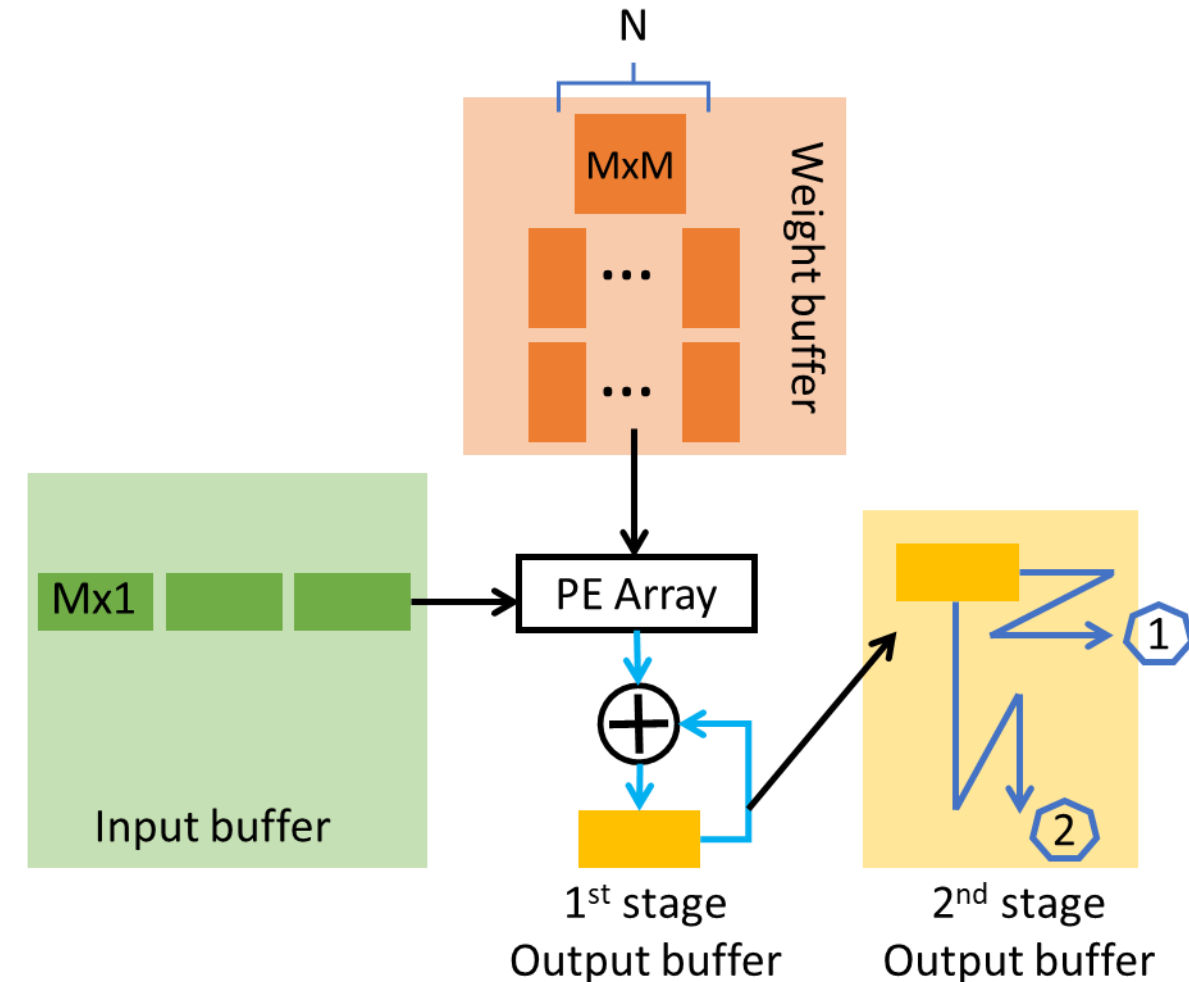 N
MxM
Weight buffer
Mx1
PE Array
Input buffer
1
2
1st stage
Output buffer
2nd stage
Output buffer